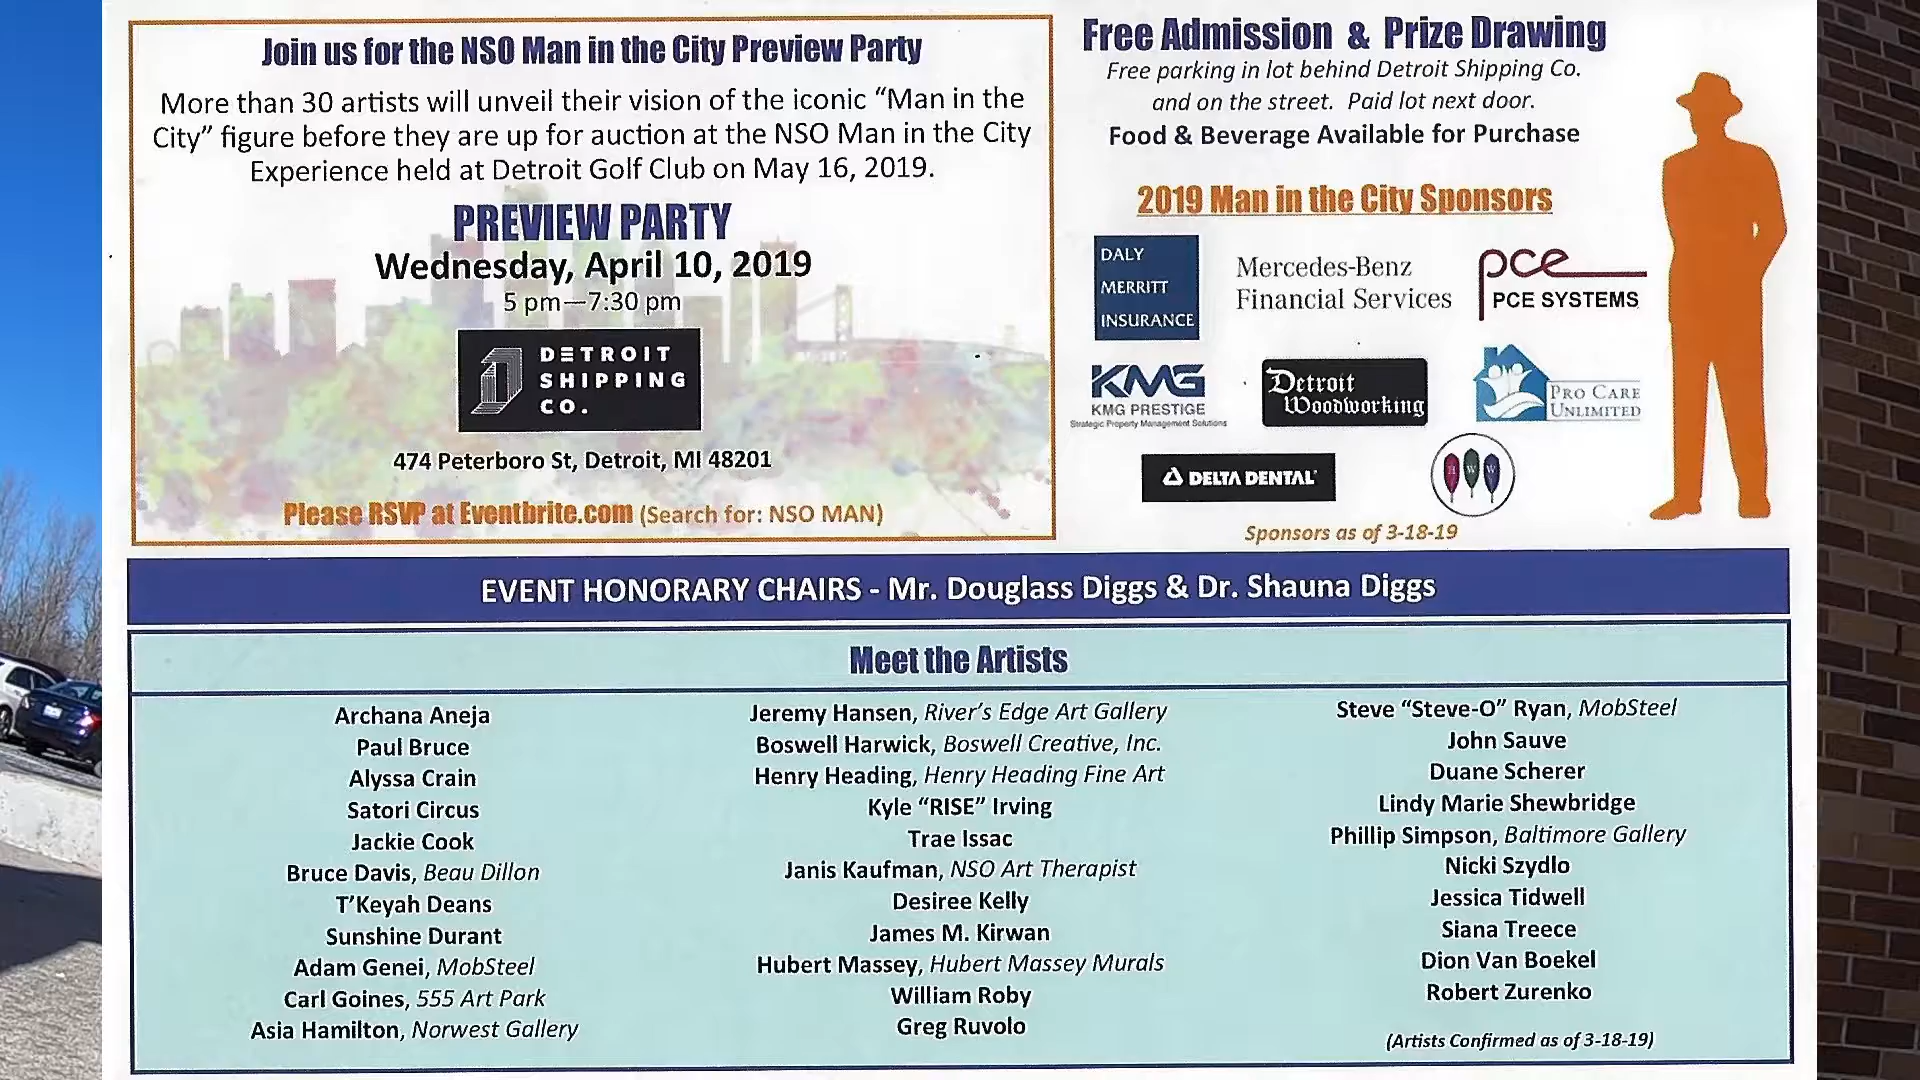 Join us for the NSO Man in the City Preview Party
More than 30 artists will unveil their vision of the iconic “Man in the
City” figure before they are up for auction at the NSO Man in the City
Experience held at Detroit Golf Club on May 16, 2019.
PREVIEW PARTY
Wednesday, April 10, 2019
5 pm—7:30 pm
DETROIT
SHIPPING
CO.
474 Peterboro St, Detroit, MI 48201
Please RSVP at Eventbrite.com (Search for: NSO MAN)
Free Admission & Prize Drawing
Free parking in lot behind Detroit Shipping Co.
and on the street. Paid lot next door.
Food & Beverage Available for Purchase
2019 Man in the City Sponsors
DALY
MERRITT
INSURANCE
Mercedes-Benz
Financial Services
pce
PCE SYSTEMS
KMG
KMG PRESTIGE
Strategic Property Management Solutions
Detroit
Woodworking
PRO CARE
UNLIMITED
DELTA DENTAL
H W W
Sponsors as of 3-18-19
EVENT HONORARY CHAIRS - Mr. Douglass Diggs & Dr. Shauna Diggs
Meet the Artists
Archana Aneja
Paul Bruce
Alyssa Crain
Satori Circus
Jackie Cook
Bruce Davis, Beau Dillon
T’Keyah Deans
Sunshine Durant
Adam Genei, MobSteel
Carl Goines, 555 Art Park
Asia Hamilton, Norwest Gallery
Jeremy Hansen, River’s Edge Art Gallery
Boswell Harwick, Boswell Creative, Inc.
Henry Heading, Henry Heading Fine Art
Kyle “RISE” Irving
Trae Issac
Janis Kaufman, NSO Art Therapist
Desiree Kelly
James M. Kirwan
Hubert Massey, Hubert Massey Murals
William Roby
Greg Ruvolo
Steve “Steve-O” Ryan, MobSteel
John Sauve
Duane Scherer
Lindy Marie Shewbridge
Phillip Simpson, Baltimore Gallery
Nicki Szydlo
Jessica Tidwell
Siana Treece
Dion Van Boekel
Robert Zurenko
(Artists Confirmed as of 3-18-19)